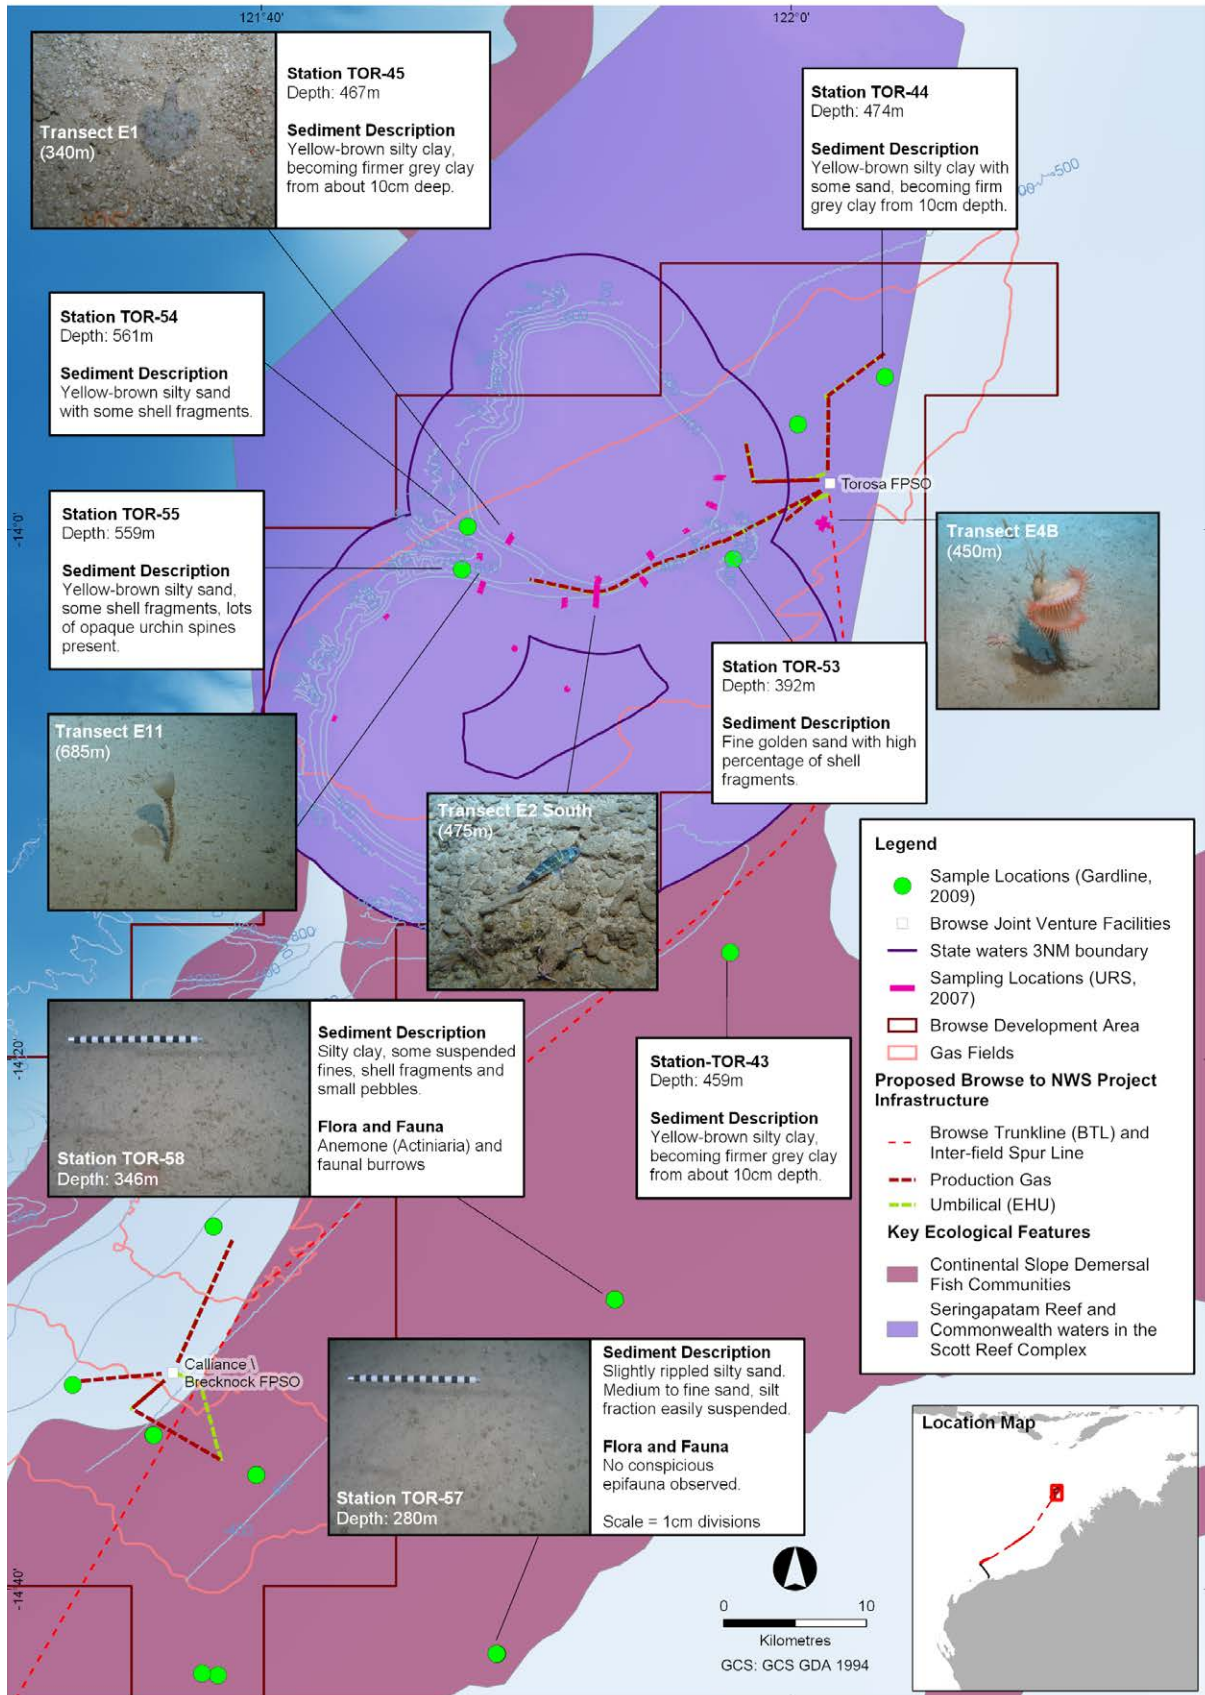 121°40'
122°0'
Transect E1
(340m)
Station TOR-45
Depth: 467m
Sediment Description
Yellow-brown silty clay,
becoming firmer grey clay
from about 10cm deep.
Station TOR-44
Depth: 474m
Sediment Description
Yellow-brown silty clay with
some sand, becoming firm
grey clay from 10cm depth.
500
Station TOR-54
Depth: 561m
Sediment Description
Yellow-brown silty sand
with some shell fragments.
Torosa FPSO
-14°0'
Station TOR-55
Depth: 559m
Sediment Description
Yellow-brown silty sand,
some shell fragments, lots
of opaque urchin spines
present.
Transect E4B
(450m)
Station TOR-53
Depth: 392m
Sediment Description
Fine golden sand with high
percentage of shell
fragments.
Transect E11
(685m)
Transect E2 South
(475m)
Legend
Sample Locations (Gardline,
2009)
Browse Joint Venture Facilities
State waters 3NM boundary
Sampling Locations (URS,
2007)
Browse Development Area
Gas Fields
Proposed Browse to NWS Project
Infrastructure
Browse Trunkline (BTL) and
Inter-field Spur Line
Production Gas
Umbilical (EHU)
Key Ecological Features
Continental Slope Demersal
Fish Communities
Seringapatam Reef and
Commonwealth waters in the
Scott Reef Complex
-14°20'
Station TOR-58
Depth: 346m
Sediment Description
Silty clay, some suspended
fines, shell fragments and
small pebbles.
Flora and Fauna
Anemone (Actiniaria) and
faunal burrows
Station-TOR-43
Depth: 459m
Sediment Description
Yellow-brown silty clay,
becoming firmer grey clay
from about 10cm depth.
Calliance \
Brecknock FPSO
Station TOR-57
Depth: 280m
Sediment Description
Slightly rippled silty sand.
Medium to fine sand, silt
fraction easily suspended.
Flora and Fauna
No conspicious
epifauna observed.
Scale = 1cm divisions
Location Map
-14°40'
0 10
Kilometres
GCS: GCS GDA 1994